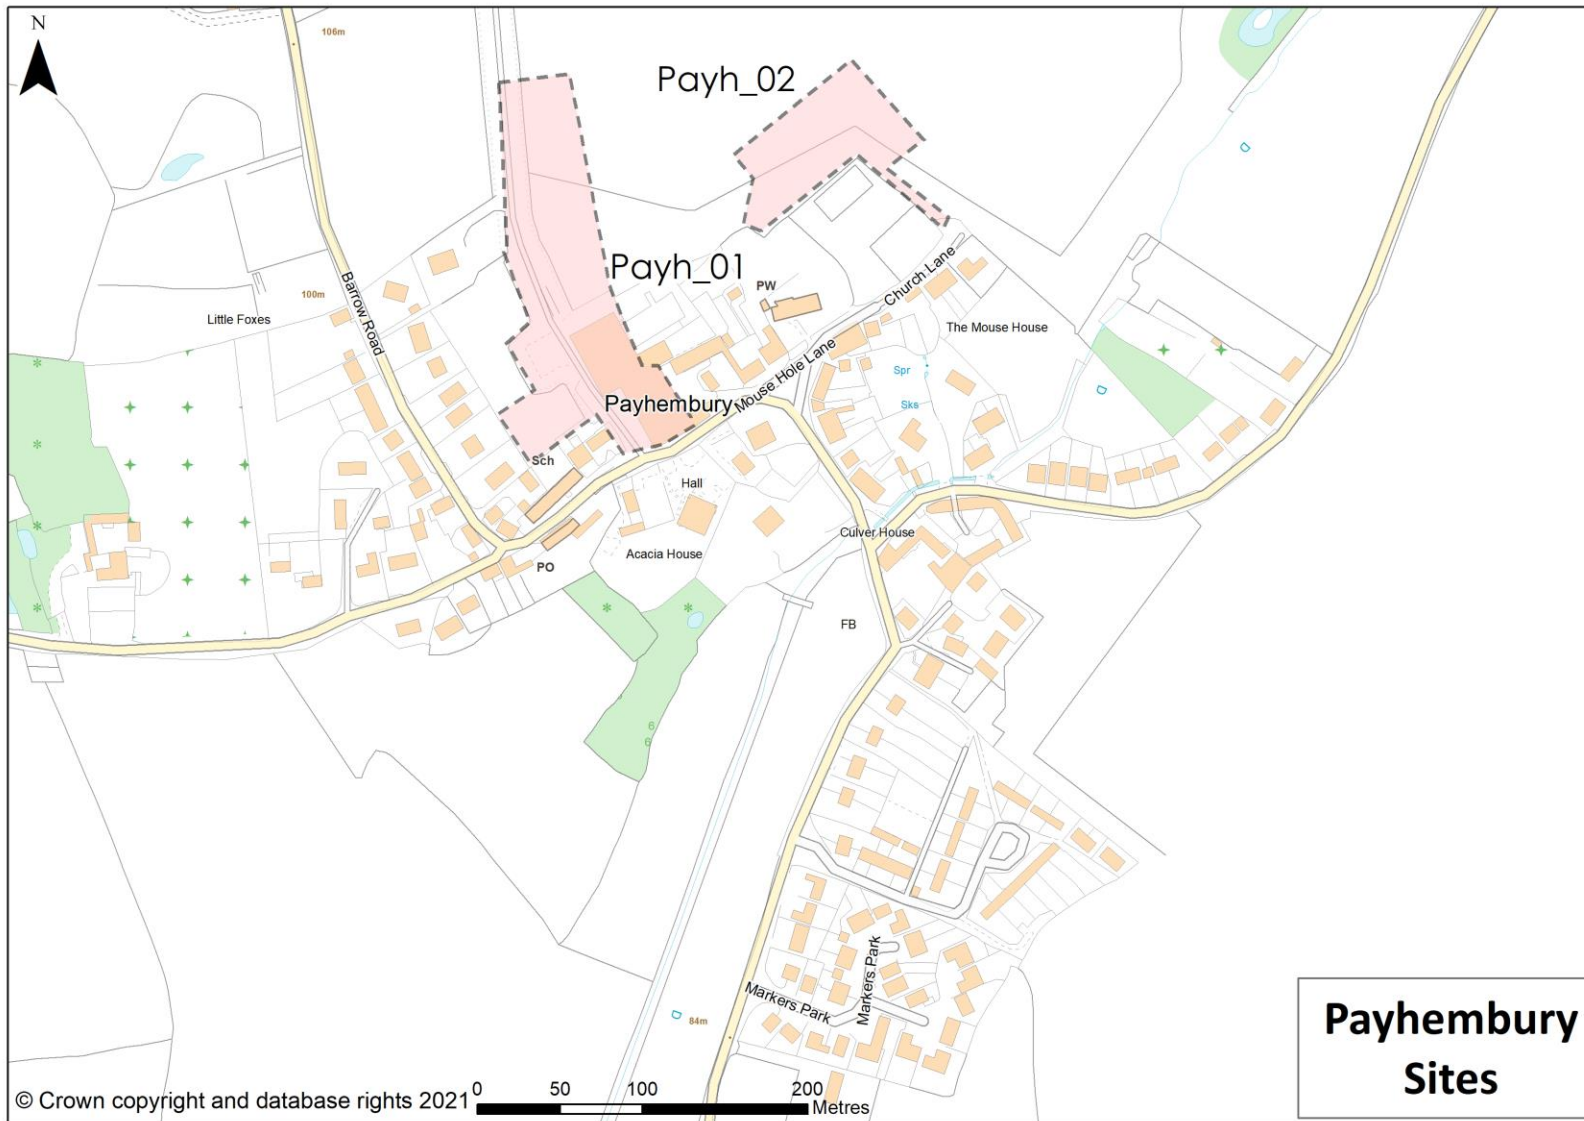 N
106m
Payh_02
Payh_01
Barrow Road
100m
Little Foxes
PW
Church Lane
The Mouse House
Mouse Hole Lane
Spr
Sks
D
D
Payhembury
Sch
Hall
Culver House
Acacia House
PO
FB
Markers Park
Markers Park
D
84m
Payhembury
Sites
© Crown copyright and database rights 2021
0 50 100 200
Metres